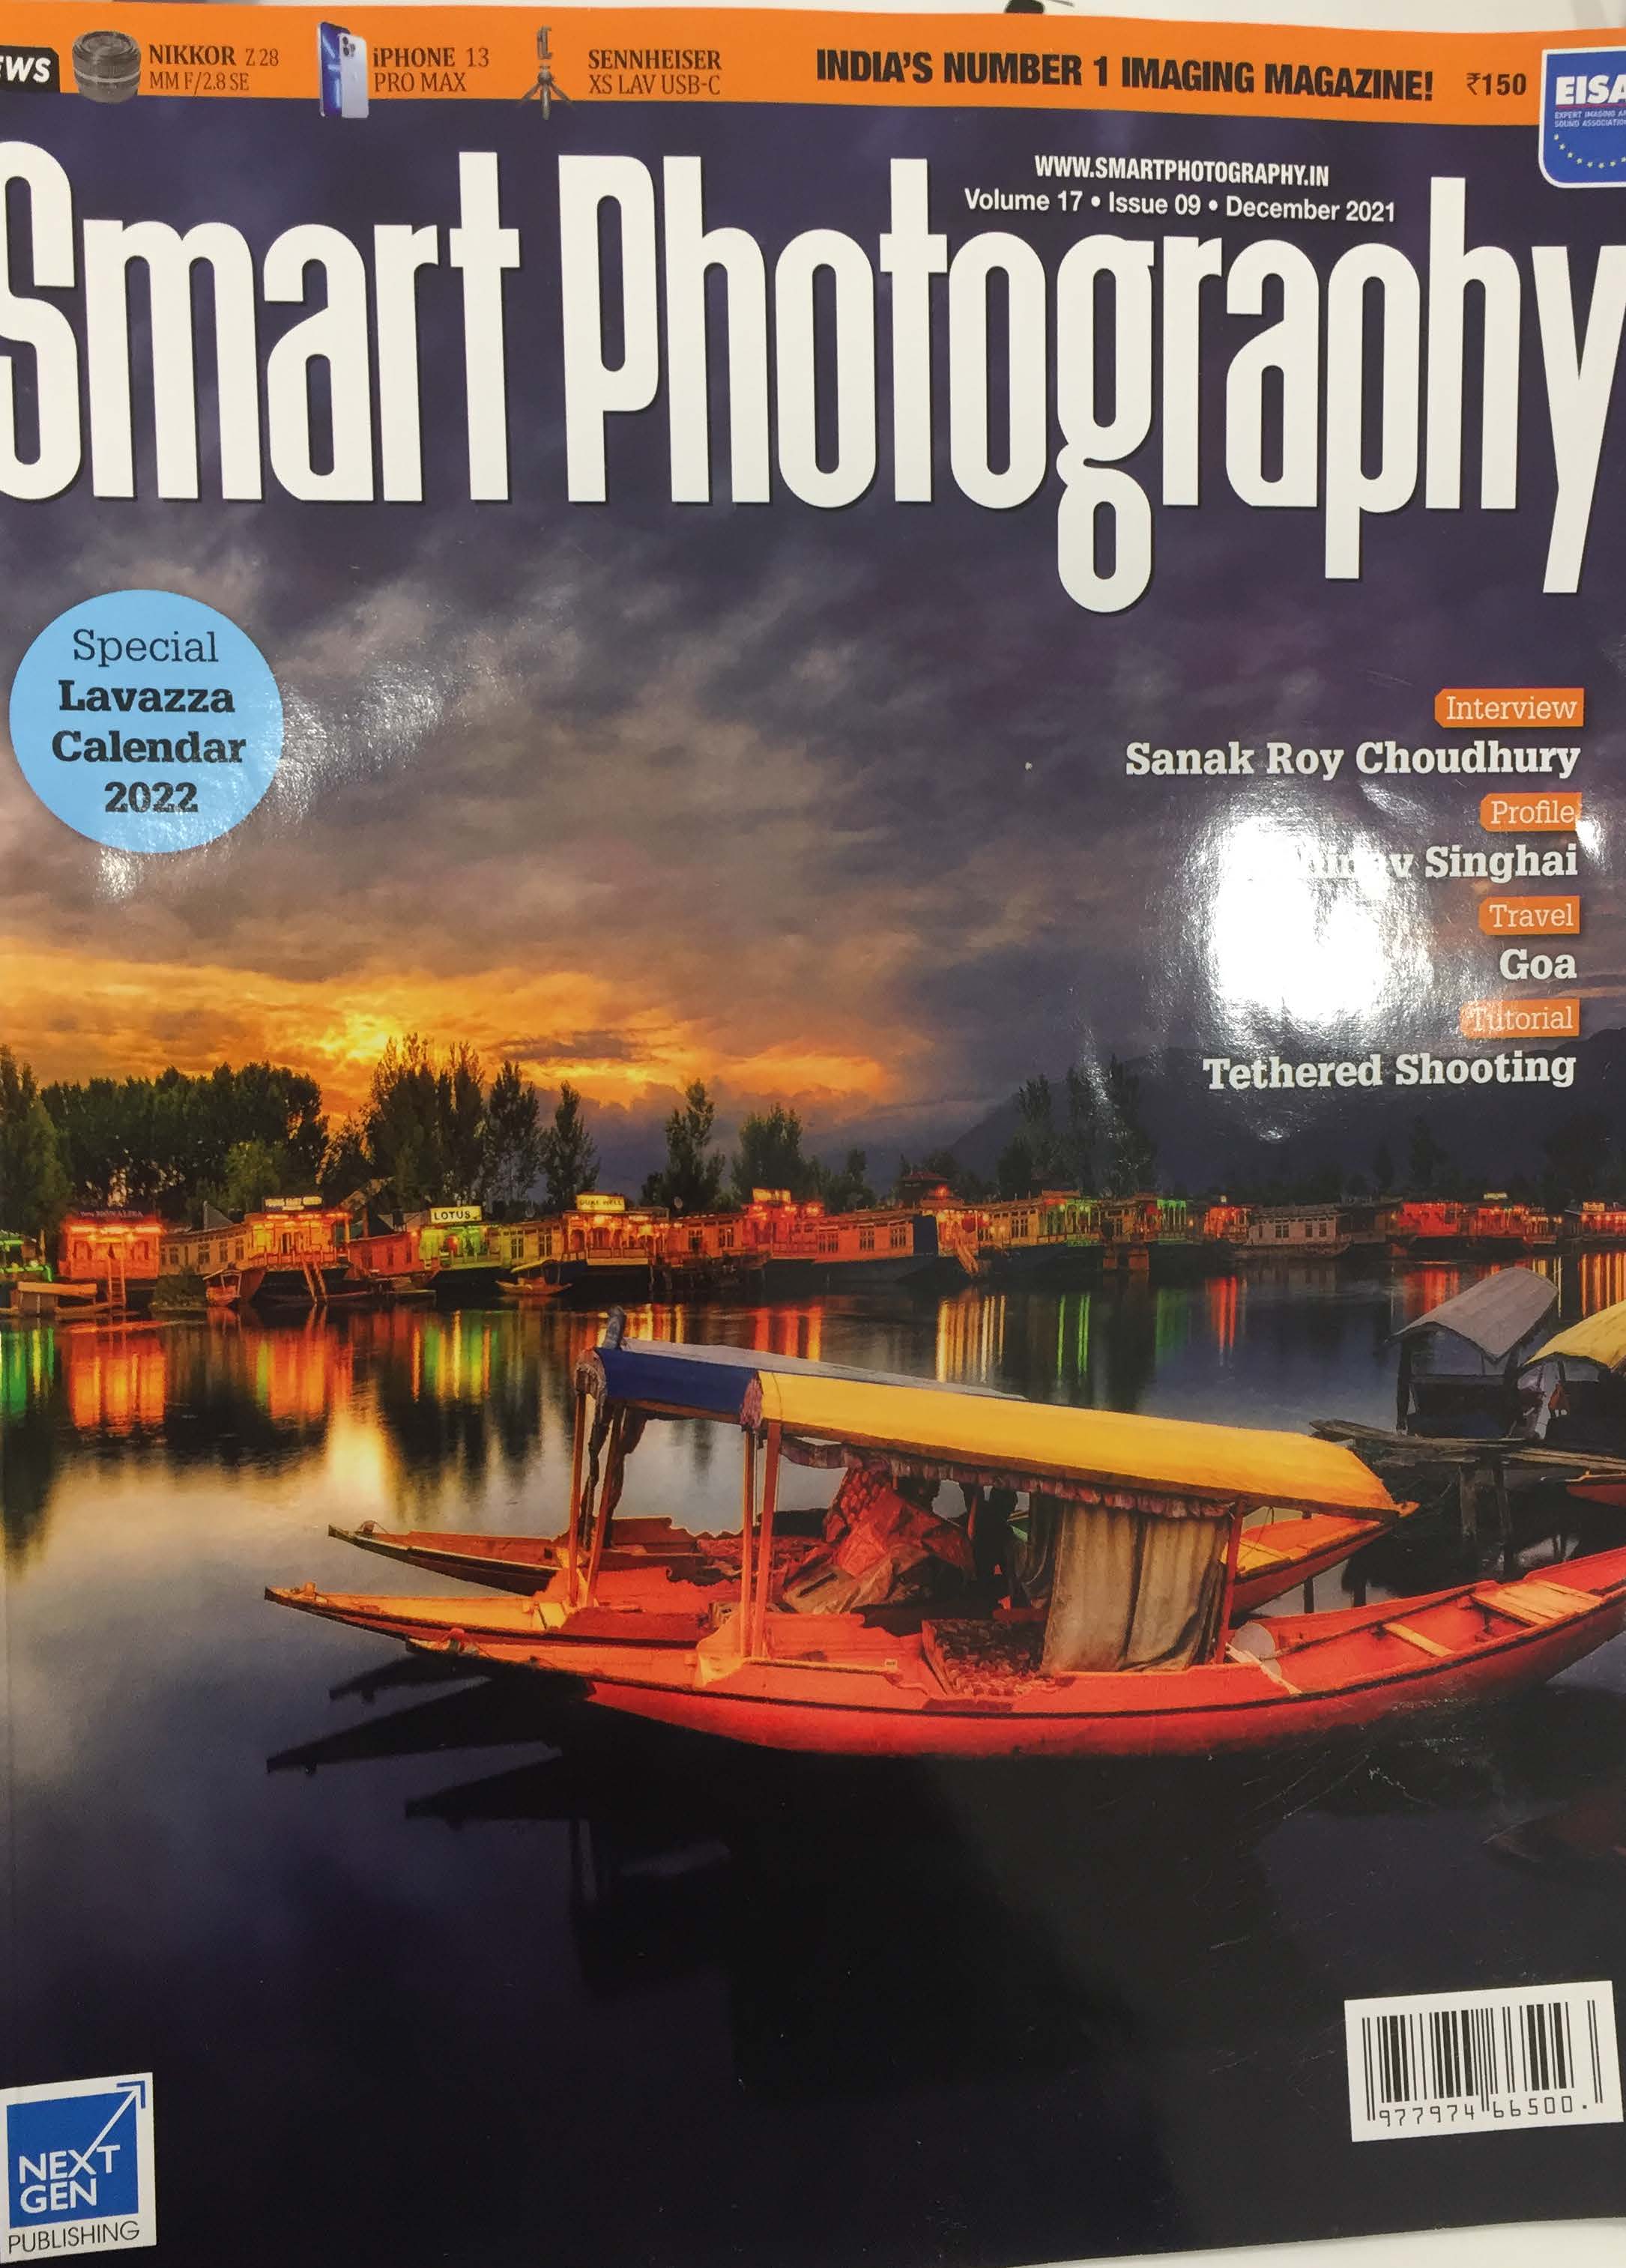 NIKKOR Z 28
MM F/2.8 SE
iPHONE 13
PRO MAX
SENNHEISER
XS LAV USB-C
INDIA'S NUMBER 1 IMAGING MAGAZINE!
₹150
EISA
WWW.SMARTPHOTOGRAPHY.IN
Volume 17 • Issue 09 • December 2021
Smart Photography
Special
Lavazza
Calendar
2022
Interview
Sanak Roy Choudhury
Profile
Singhai
Travel
Goa
Tutorial
Tethered Shooting
LOTUS
NEXT
GEN
PUBLISHING
977974 66500